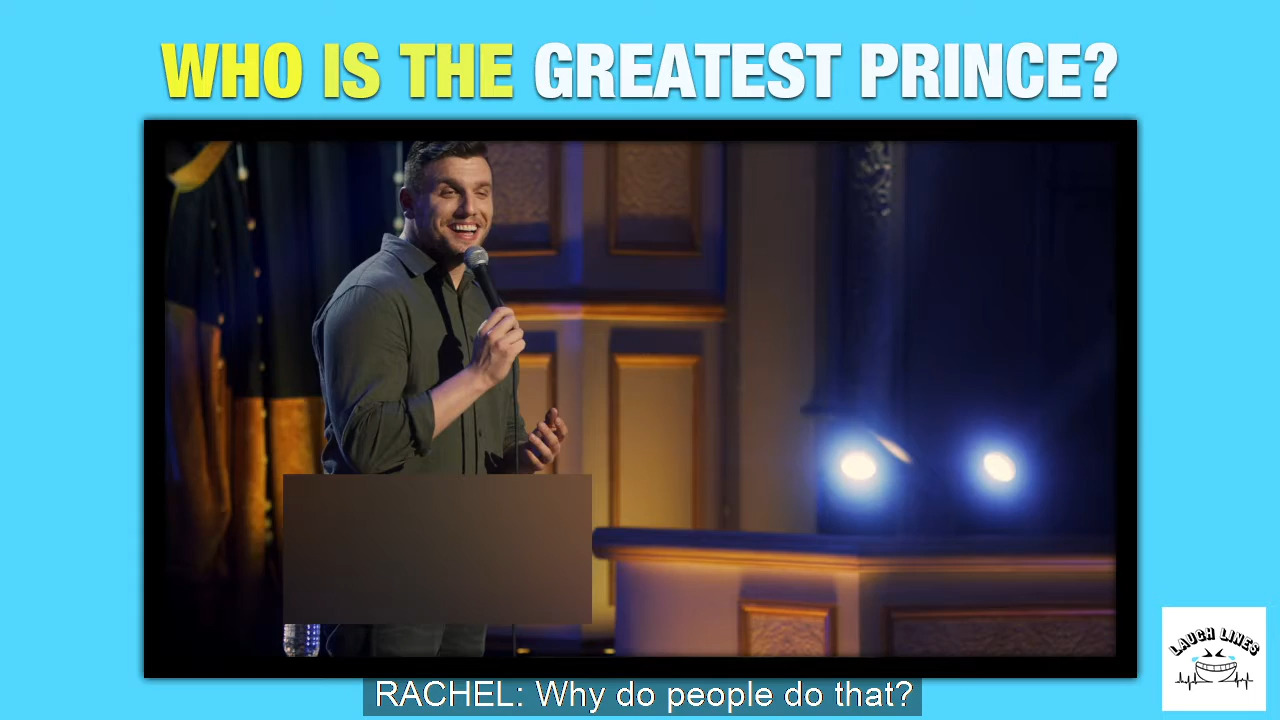 WHO IS THE GREATEST PRINCE?
LAUGH LINES
RACHEL: Why do people do that?